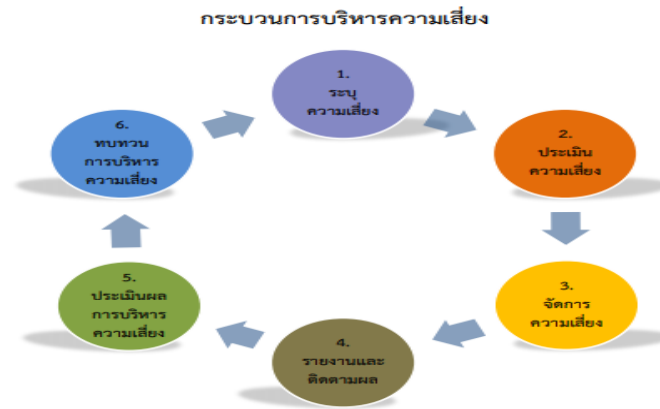 กระบวนการบริหารความเสี่ยง
1.
ระบุ
ความเสี่ยง
2.
ประเมิน
ความเสี่ยง
3.
จัดการ
ความเสี่ยง
4.
รายงานและ
ติดตามผล
5.
ประเมินผล
การบริหาร
ความเสี่ยง
6.
ทบทวน
การบริหาร
ความเสี่ยง